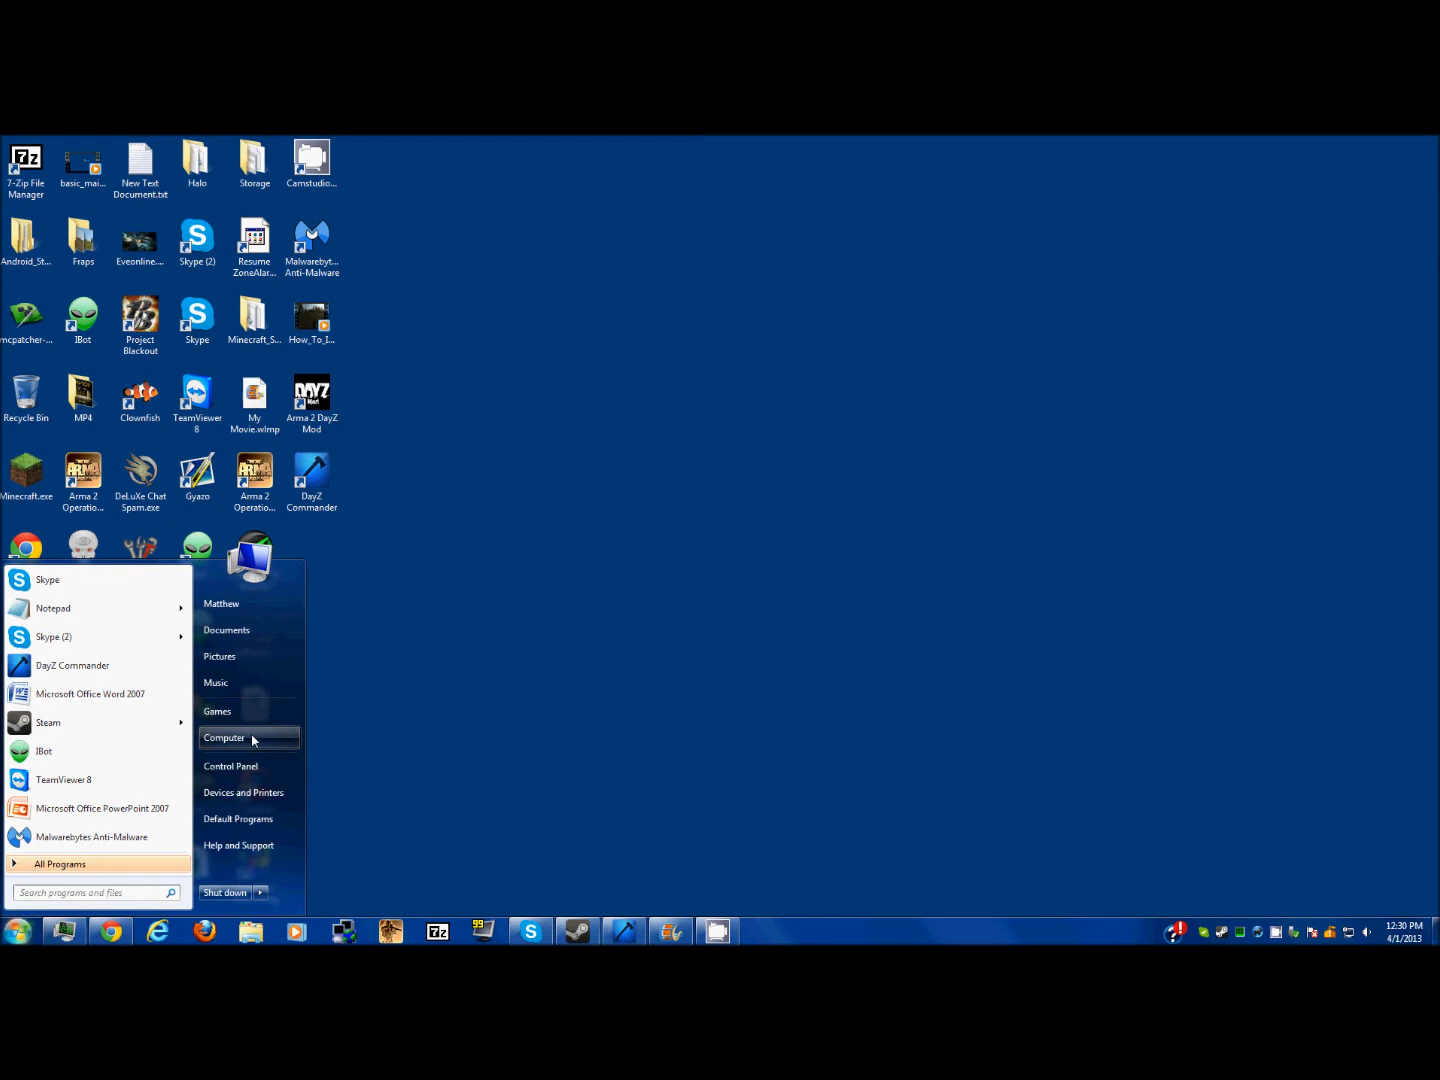 7-Zip File
Manager
basic_mai...
New Text
Document.txt
Halo
Storage
Camstudio...
Android_St...
Fraps
Eveonline....
Skype (2)
Resume
ZoneAlar...
Malwarebyt...
Anti-Malware
mcpatcher-...
IBot
Project
Blackout
Skype
Minecraft_S...
How_To_I...
Recycle Bin
MP4
Clownfish
TeamViewer
8
My
Movie.wlmp
DAYZ
Arma 2 DayZ
Mod
Minecraft.exe
ARMA
Arma 2
Operatio...
DeLuXe Chat
Spam.exe
Gyazo
ARMA
Arma 2
Operatio...
DayZ
Commander
Skype
Notepad
Skype (2)
DayZ Commander
Microsoft Office Word 2007
Steam
IBot
TeamViewer 8
Microsoft Office PowerPoint 2007
Malwarebytes Anti-Malware
All Programs
Search programs and files
Matthew
Documents
Pictures
Music
Games
Computer
Control Panel
Devices and Printers
Default Programs
Help and Support
Shut down
7z
99
12:30 PM
4/1/2013